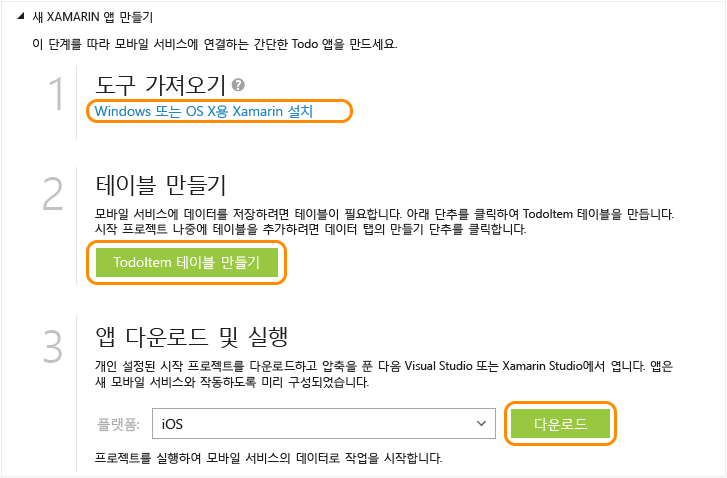 새 XAMARIN 앱 만들기
이 단계를 따라 모바일 서비스에 연결하는 간단한 Todo 앱을 만드세요.
1
도구 가져오기 ?
Windows 또는 OS X용 Xamarin 설치
2
테이블 만들기
모바일 서비스에 데이터를 저장하려면 테이블이 필요합니다. 아래 단추를 클릭하여 TodoItem 테이블을 만듭니다.
시작 프로젝트 나중에 테이블을 추가하려면 데이터 탭의 만들기 단추를 클릭합니다.
TodoItem 테이블 만들기
3
앱 다운로드 및 실행
개인 설정된 시작 프로젝트를 다운로드하고 압축을 푼 다음 Visual Studio 또는 Xamarin Studio에서 엽니다. 앱은
새 모바일 서비스와 작동하도록 미리 구성되었습니다.
플랫폼: iOS 다운로드
프로젝트를 실행하여 모바일 서비스의 데이터로 작업을 시작합니다.